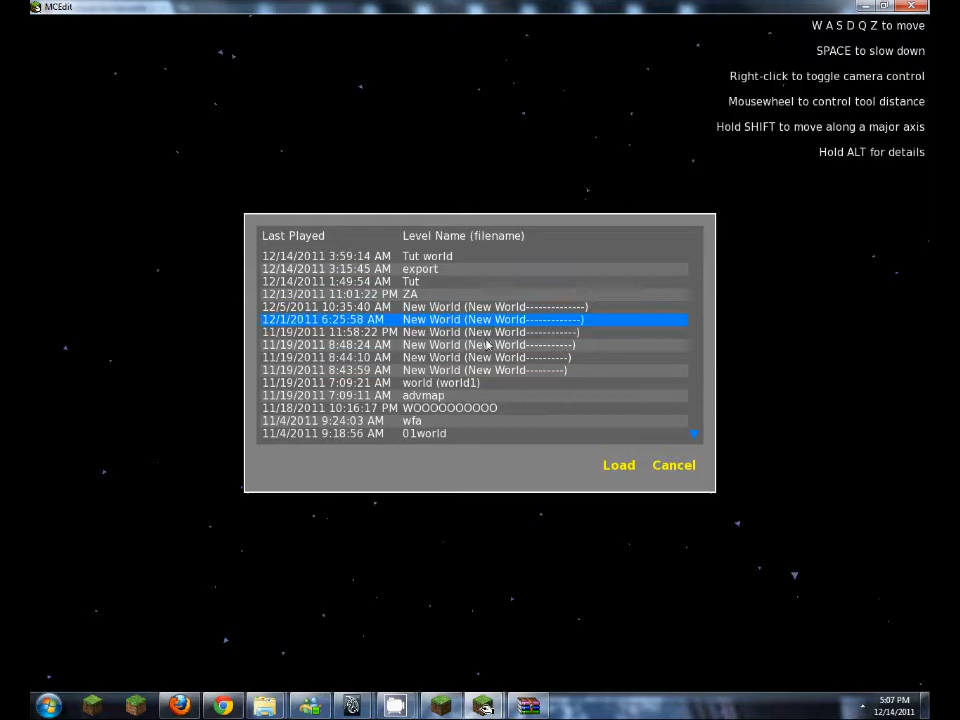 MCEdit
W A S D Q Z to move
SPACE to slow down
Right-click to toggle camera control
Mousewheel to control tool distance
Hold SHIFT to move along a major axis
Hold ALT for details
Last Played Level Name (filename)
12/14/2011 3:59:14 AM Tut world
12/14/2011 3:15:45 AM export
12/14/2011 1:49:54 AM Tut
12/13/2011 11:01:22 PM ZA
12/5/2011 10:35:40 AM New World (New World--------------)
12/1/2011 6:25:58 AM New World (New World-------------)
11/19/2011 11:58:22 PM New World (New World------------)
11/19/2011 8:48:24 AM New World (New World-----------)
11/19/2011 8:44:10 AM New World (New World----------)
11/19/2011 8:43:59 AM New World (New World---------)
11/19/2011 7:09:21 AM world (world1)
11/19/2011 7:09:11 AM advmap
11/18/2011 10:16:17 PM WOOOOOOOOOO
11/4/2011 9:24:03 AM wfa
11/4/2011 9:18:56 AM 01world
Load Cancel
5:07 PM
12/14/2011